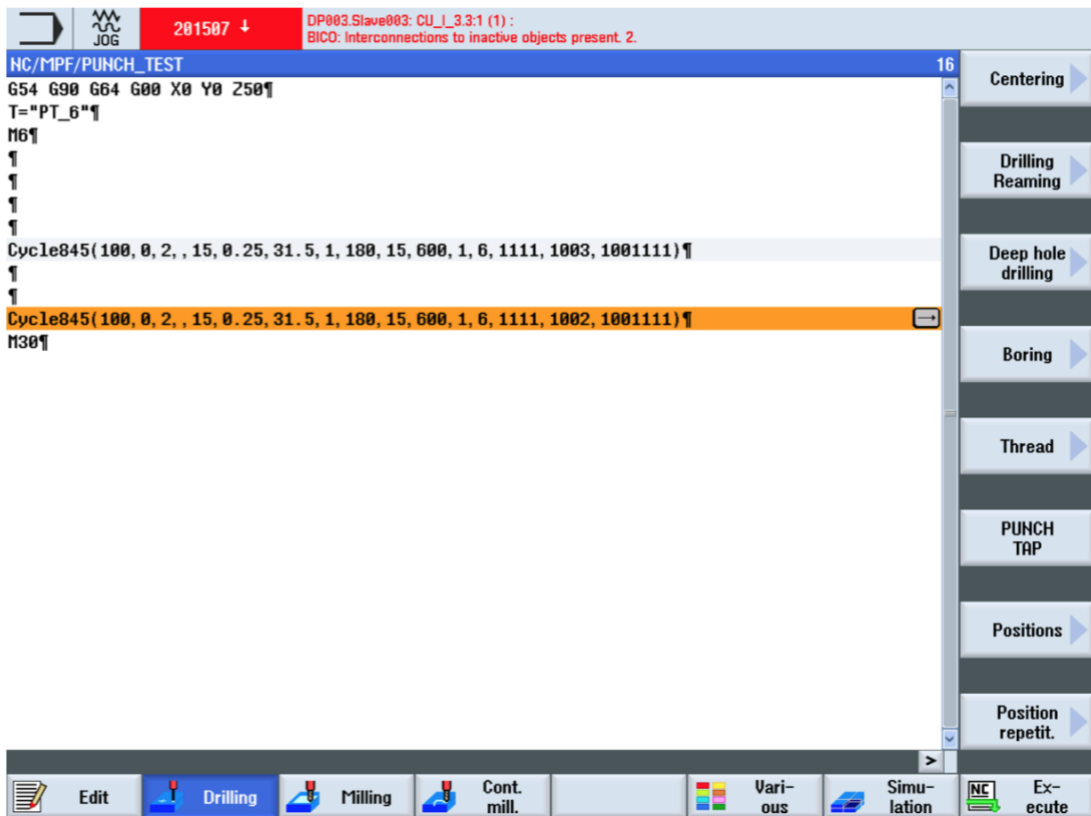 JOG
201507 ↓
DP003.Slave003: CU_I_3.3:1 (1) :
BICO: Interconnections to inactive objects present. 2.
NC/MPF/PUNCH_TEST 16
G54 G90 G64 G00 X0 Y0 Z50¶
T="PT_6"¶
M6¶
¶
¶
¶
¶
Cycle845(100,0,2,,15,0.25,31.5,1,180,15,600,1,6,1111,1003,1001111)¶
¶
¶
Cycle845(100,0,2,,15,0.25,31.5,1,180,15,600,1,6,1111,1002,1001111)¶ →
M30¶
Centering
Drilling
Reaming
Deep hole
drilling
Boring
Thread
PUNCH
TAP
Positions
Position
repetit.
>
Edit
Drilling
Milling
Cont.
mill.
Vari-
ous
Simu-
lation
NC
Ex-
ecute